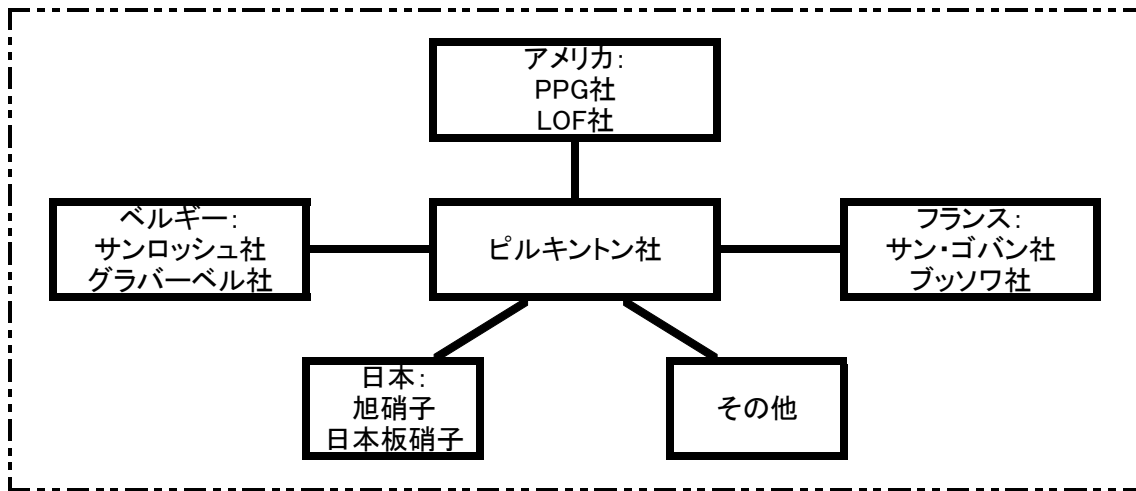 アメリカ：
PPG社
LOF社
ベルギー：
サンロッシュ社
グラバーベル社
ピルキントン社
フランス：
サン・ゴバン社
ブッソワ社
日本：
旭硝子
日本板硝子
その他